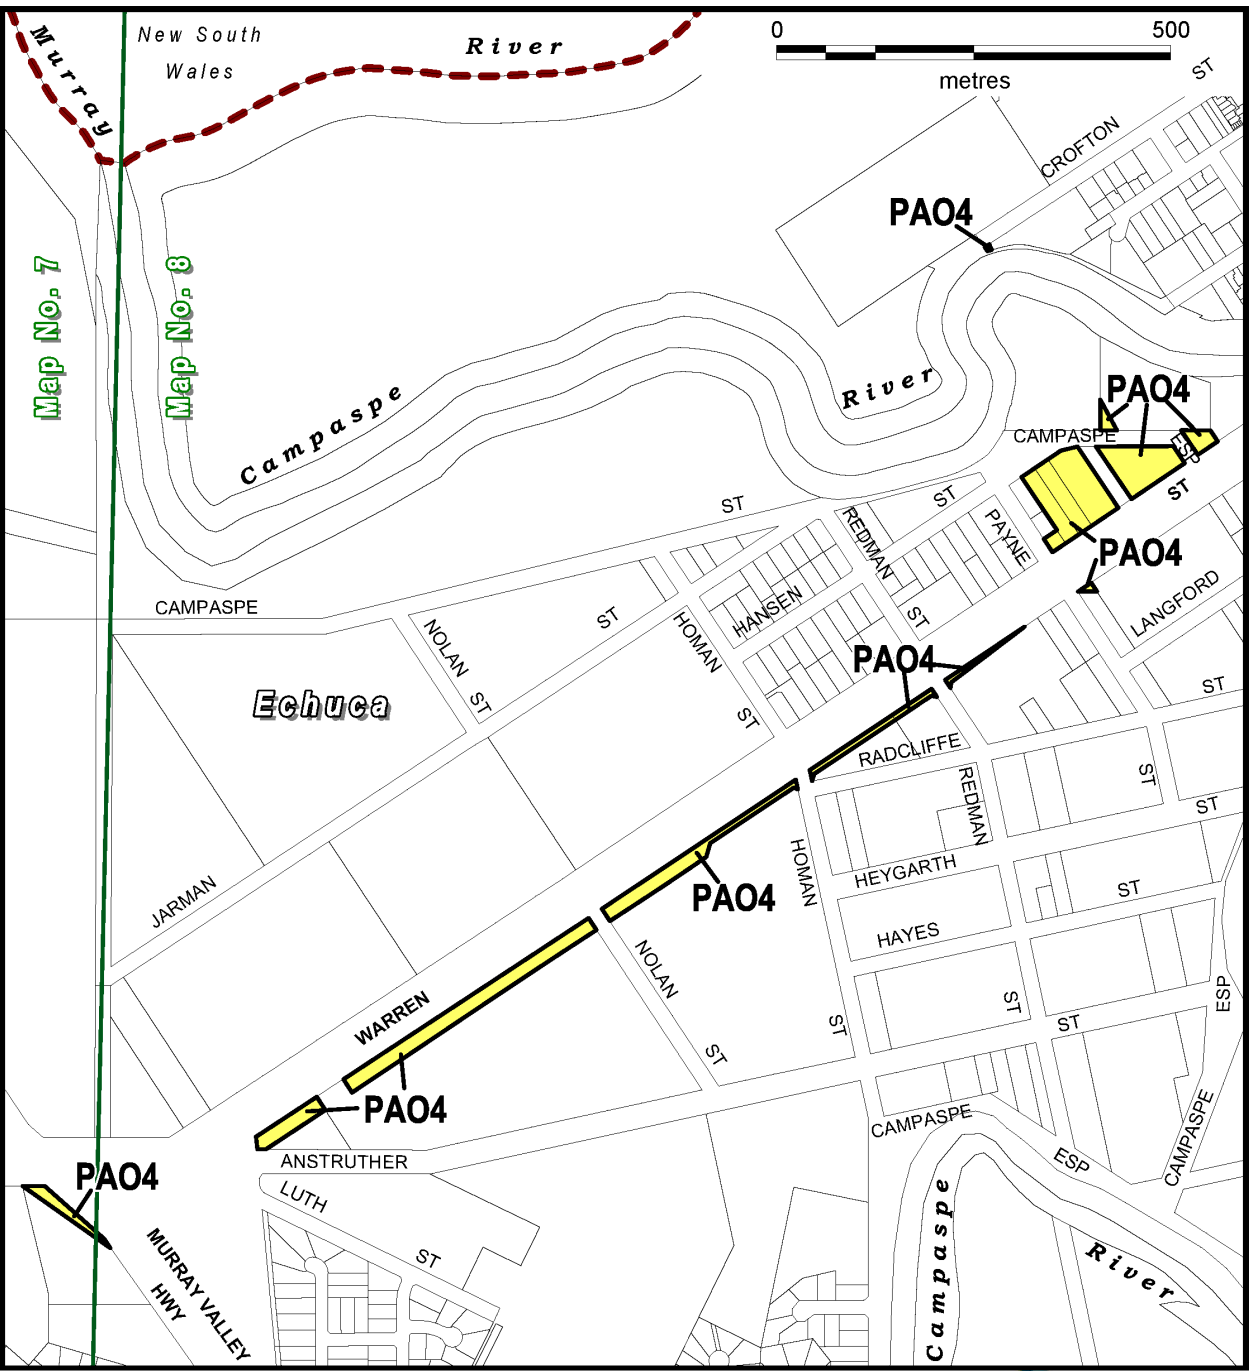 New South
Wales
Murray
River
0
500
metres
ST
CROFTON
PAO4
Map No. 7
Map No. 8
Campaspe
River
PAO4
CAMPASPE
ESP
ST
ST
ST
REDMAN
PAYNE
PAO4
CAMPASPE
ST
HANSEN
ST
LANGFORD
NOLAN
HOMAN
PAO4
ST
Echuca
ST
ST
RADCLIFFE
ST
REDMAN
ST
HOMAN
HEYGARTH
ST
JARMAN
PAO4
HAYES
NOLAN
WARREN
ST
ST
ESP
ST
ST
PAO4
CAMPASPE
CAMPASPE
ANSTRUTHER
ESP
PAO4
LUTH
ST
MURRAY VALLEY
HWY
Campaspe
River